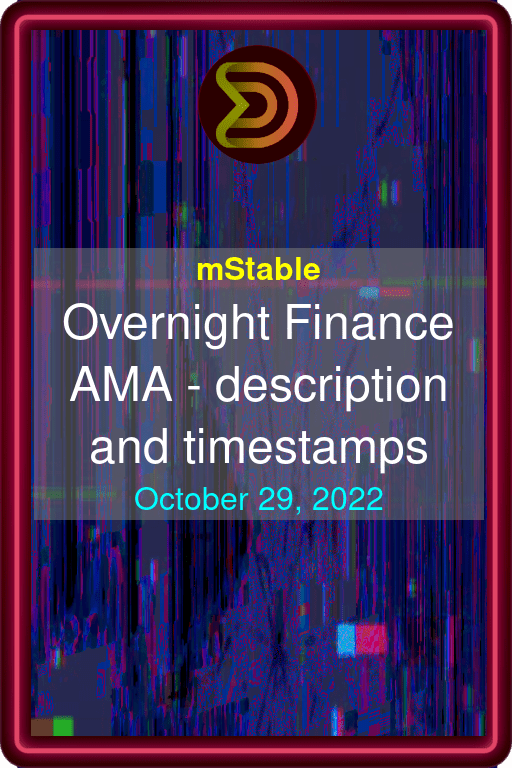 mStable
Overnight Finance
AMA - description
and timestamps
October 29, 2022